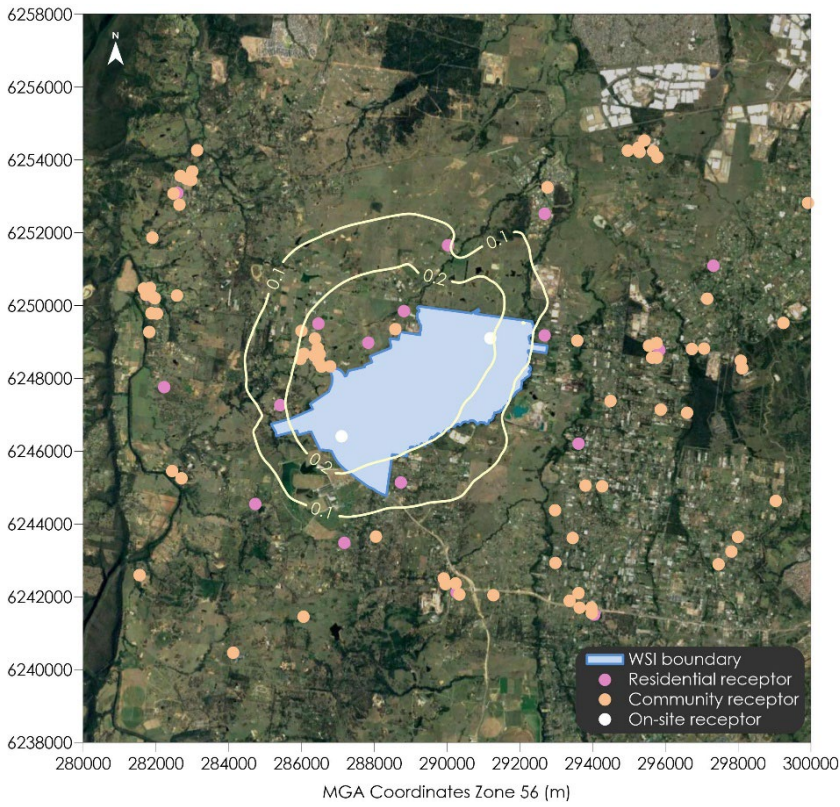 6258000
N
6256000
6254000
6252000
0.1
0.1
0.2
6250000
6248000
6246000
0.2
0.1
6244000
6242000
WSI boundary
Residential receptor
6240000
Community receptor
On-site receptor
6238000
280000 282000 284000 286000 288000 290000 292000 294000 296000 298000 300000
MGA Coordinates Zone 56 (m)